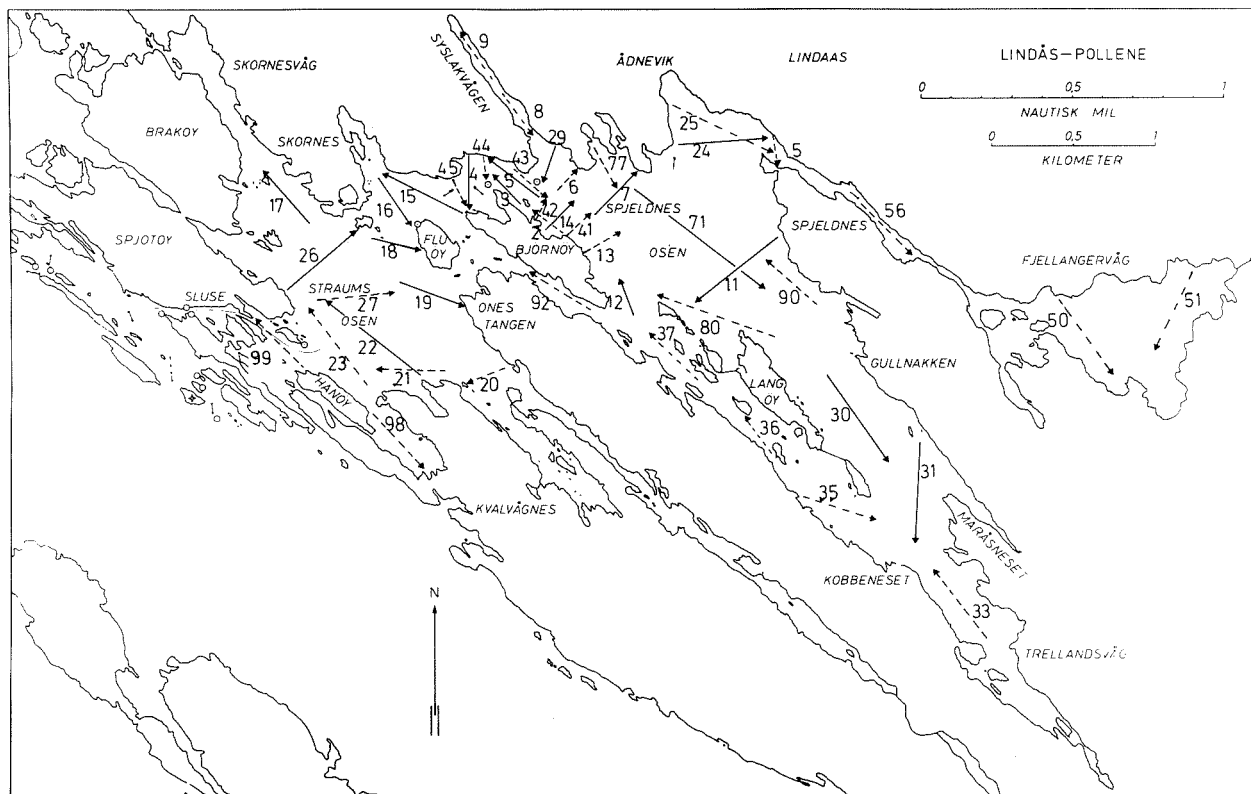 LINDÅS-POLLENE
0
0,5
1
NAUTISK MIL
0
0,5
1
KILOMETER
SKORNESVÅG
SYSLAKVÅGEN
ÅDNEVIK
LINDAAS
BRAKOY
SKORNES
SPJELDNES
OSEN
SPJELDNES
FJELLANGERVÅG
SPJOTOY
FLU
OY
BJORNOY
SLUSE
STRAUMS
OSEN
ONES
TANGEN
GULLNAKKEN
HANOY
LANG
OY
KVALVÅGNES
KOBBENESET
MARÅSNESET
TRELLANDSVÅG
N
9
8
29
25
24
5
44
43
45
4
5
3
42
6
77
7
2
14
41
13
71
15
16
17
18
26
27
19
22
23
21
20
99
98
92
12
11
90
80
37
36
30
31
35
33
56
50
51